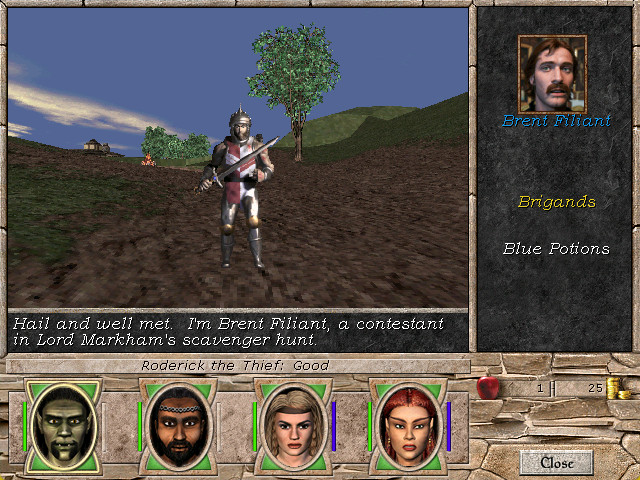 Brent Filiant
Brigands
Blue Potions
Hail and well met. I'm Brent Filiant, a contestant
in Lord Markham's scavenger hunt.
Roderick the Thief: Good
1 25
Close